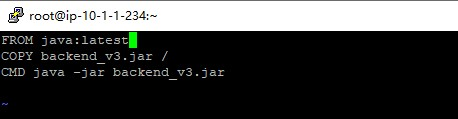 root@ip-10-1-1-234:~
FROM java:latest
COPY backend_v3.jar /
CMD java -jar backend_v3.jar
~